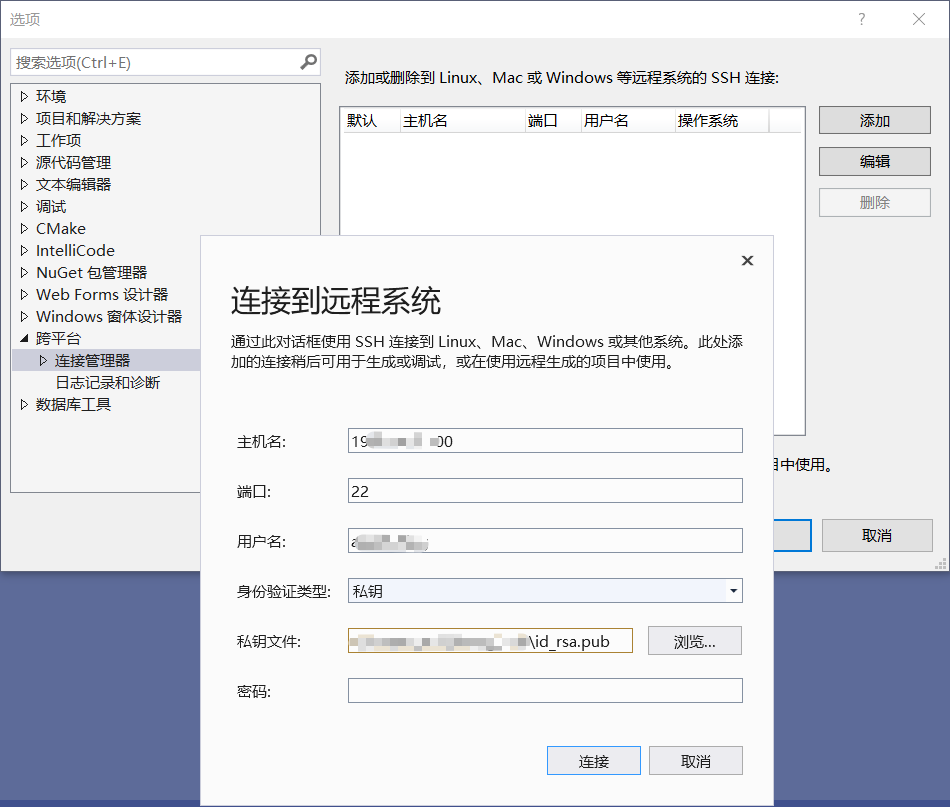 选项
?
搜索选项(Ctrl+E)
环境
项目和解决方案
工作项
源代码管理
文本编辑器
调试
CMake
IntelliCode
NuGet 包管理器
Web Forms 设计器
Windows 窗体设计器
跨平台
连接管理器
日志记录和诊断
数据库工具
添加或删除到 Linux、Mac 或 Windows 等远程系统的 SSH 连接:
默认 主机名 端口 用户名 操作系统
添加
编辑
删除
目中使用。
取消
连接到远程系统
通过此对话框使用 SSH 连接到 Linux、Mac、Windows 或其他系统。此处添
加的连接稍后可用于生成或调试，或在使用远程生成的项目中使用。
主机名: 19 00
端口: 22
用户名:
身份验证类型: 私钥
私钥文件: \id_rsa.pub 浏览...
密码:
连接 取消